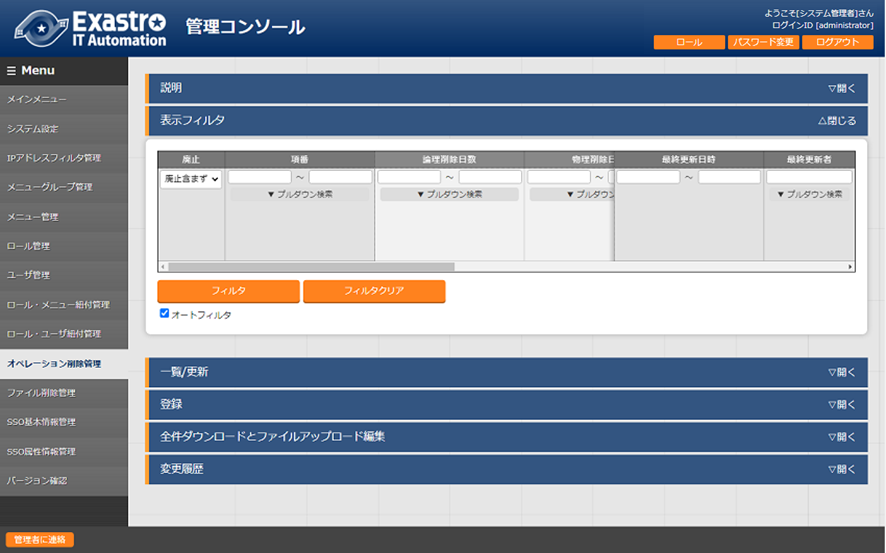 Exastro
IT Automation
管理コンソール
ようこそ[システム管理者]さん
ログインID [administrator]
ロール
パスワード変更
ログアウト
☰ Menu
メインメニュー
システム設定
IPアドレスフィルタ管理
メニューグループ管理
メニュー管理
ロール管理
ユーザ管理
ロール・メニュー紐付管理
ロール・ユーザ紐付管理
オペレーション削除管理
ファイル削除管理
SSO基本情報管理
SSO属性情報管理
バージョン確認
管理者に連絡
説明 ▽開く
表示フィルタ △閉じる
廃止 項番 論理削除日数 物理削除日 最終更新日時 最終更新者
廃止含まず ～ ～ ～ ～
▼ プルダウン検索 ▼ プルダウン検索 ▼ プルダウン ▼ プルダウン検索
フィルタ フィルタクリア
オートフィルタ
一覧/更新 ▽開く
登録 ▽開く
全件ダウンロードとファイルアップロード編集 ▽開く
変更履歴 ▽開く